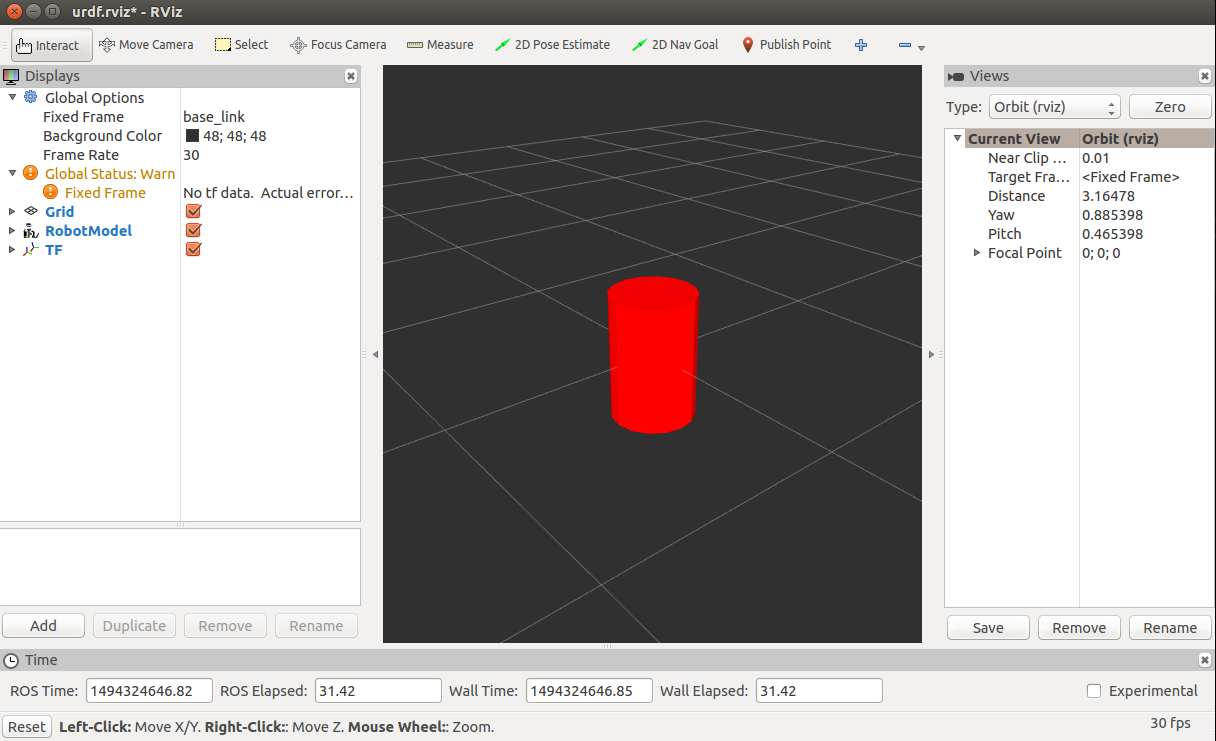 urdf.rviz* - RViz
Interact Move Camera Select Focus Camera Measure 2D Pose Estimate 2D Nav Goal Publish Point
Displays
Global Options
Fixed Frame base_link
Background Color 48; 48; 48
Frame Rate 30
Global Status: Warn
Fixed Frame No tf data. Actual error...
Grid
RobotModel
TF
Add Duplicate Remove Rename
Views
Type: Orbit (rviz) Zero
Current View Orbit (rviz)
Near Clip ... 0.01
Target Fra... <Fixed Frame>
Distance 3.16478
Yaw 0.885398
Pitch 0.465398
Focal Point 0; 0; 0
Save Remove Rename
Time
ROS Time: 1494324646.82 ROS Elapsed: 31.42 Wall Time: 1494324646.85 Wall Elapsed: 31.42 Experimental
Reset Left-Click: Move X/Y. Right-Click:: Move Z. Mouse Wheel:: Zoom. 30 fps